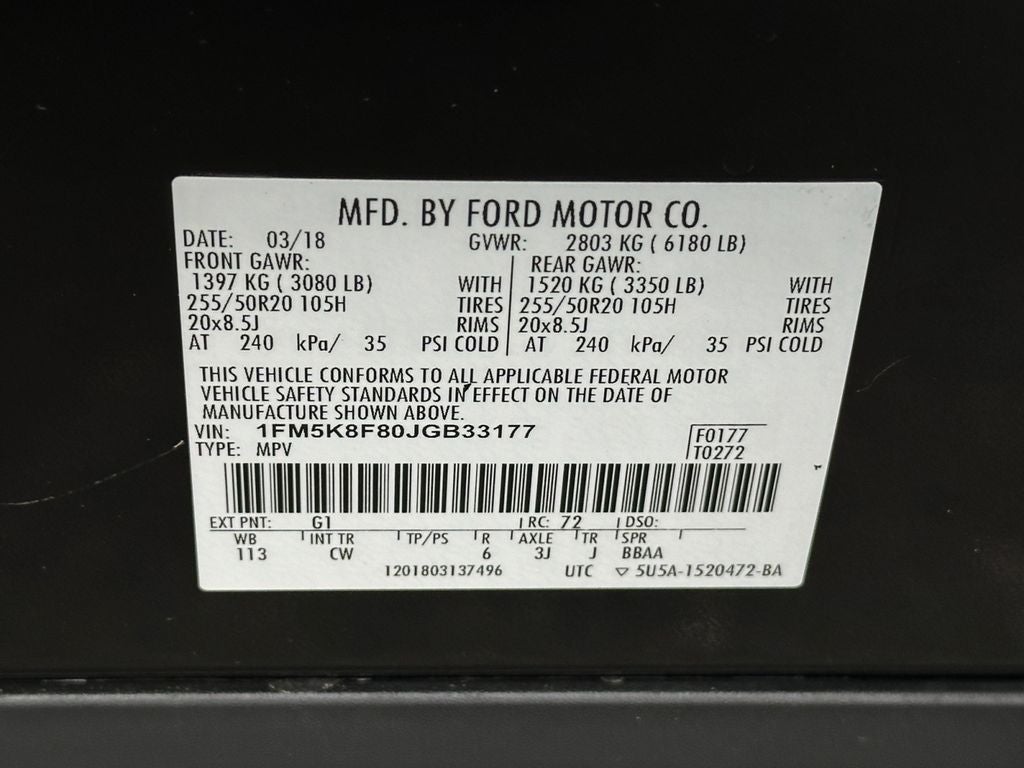 MFD. BY FORD MOTOR CO.
DATE: 03/18 GVWR: 2803 KG ( 6180 LB)
FRONT GAWR: REAR GAWR:
1397 KG ( 3080 LB) WITH 1520 KG ( 3350 LB) WITH
255/50R20 105H TIRES 255/50R20 105H TIRES
20x8.5J RIMS 20x8.5J RIMS
AT 240 kPa/ 35 PSI COLD AT 240 kPa/ 35 PSI COLD
THIS VEHICLE CONFORMS TO ALL APPLICABLE FEDERAL MOTOR
VEHICLE SAFETY STANDARDS IN EFFECT ON THE DATE OF
MANUFACTURE SHOWN ABOVE.
VIN: 1FM5K8F80JGB33177 F0177
TYPE: MPV T0272
EXT PNT: G1 RC: 72 DSO:
WB INT TR TP/PS R AXLE TR SPR
113 CW 6 3J J BBAA
1201803137496 UTC ▽ 5U5A-1520472-BA